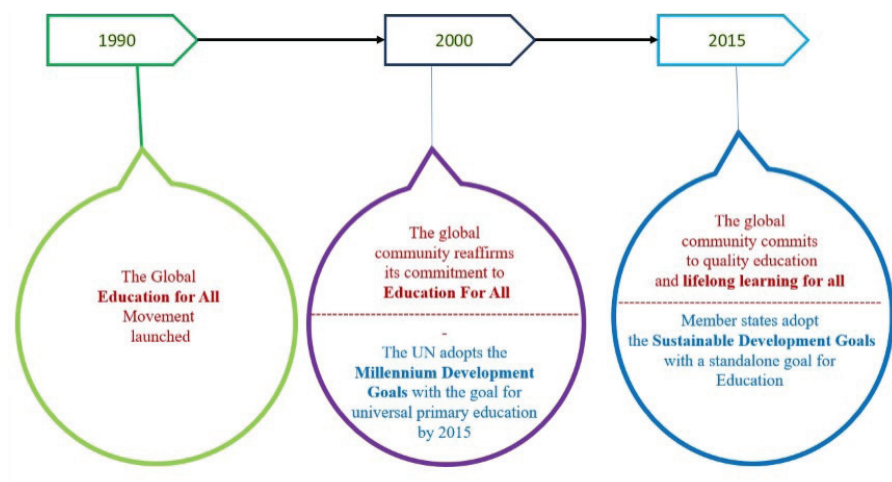 1990
2000
2015
The Global
Education for All
Movement
launched
The global
community reaffirms
its commitment to
Education For All
-
The UN adopts the
Millennium Development
Goals with the goal for
universal primary education
by 2015
The global
community commits
to quality education
and lifelong learning for all
Member states adopt
the Sustainable Development Goals
with a standalone goal for
Education